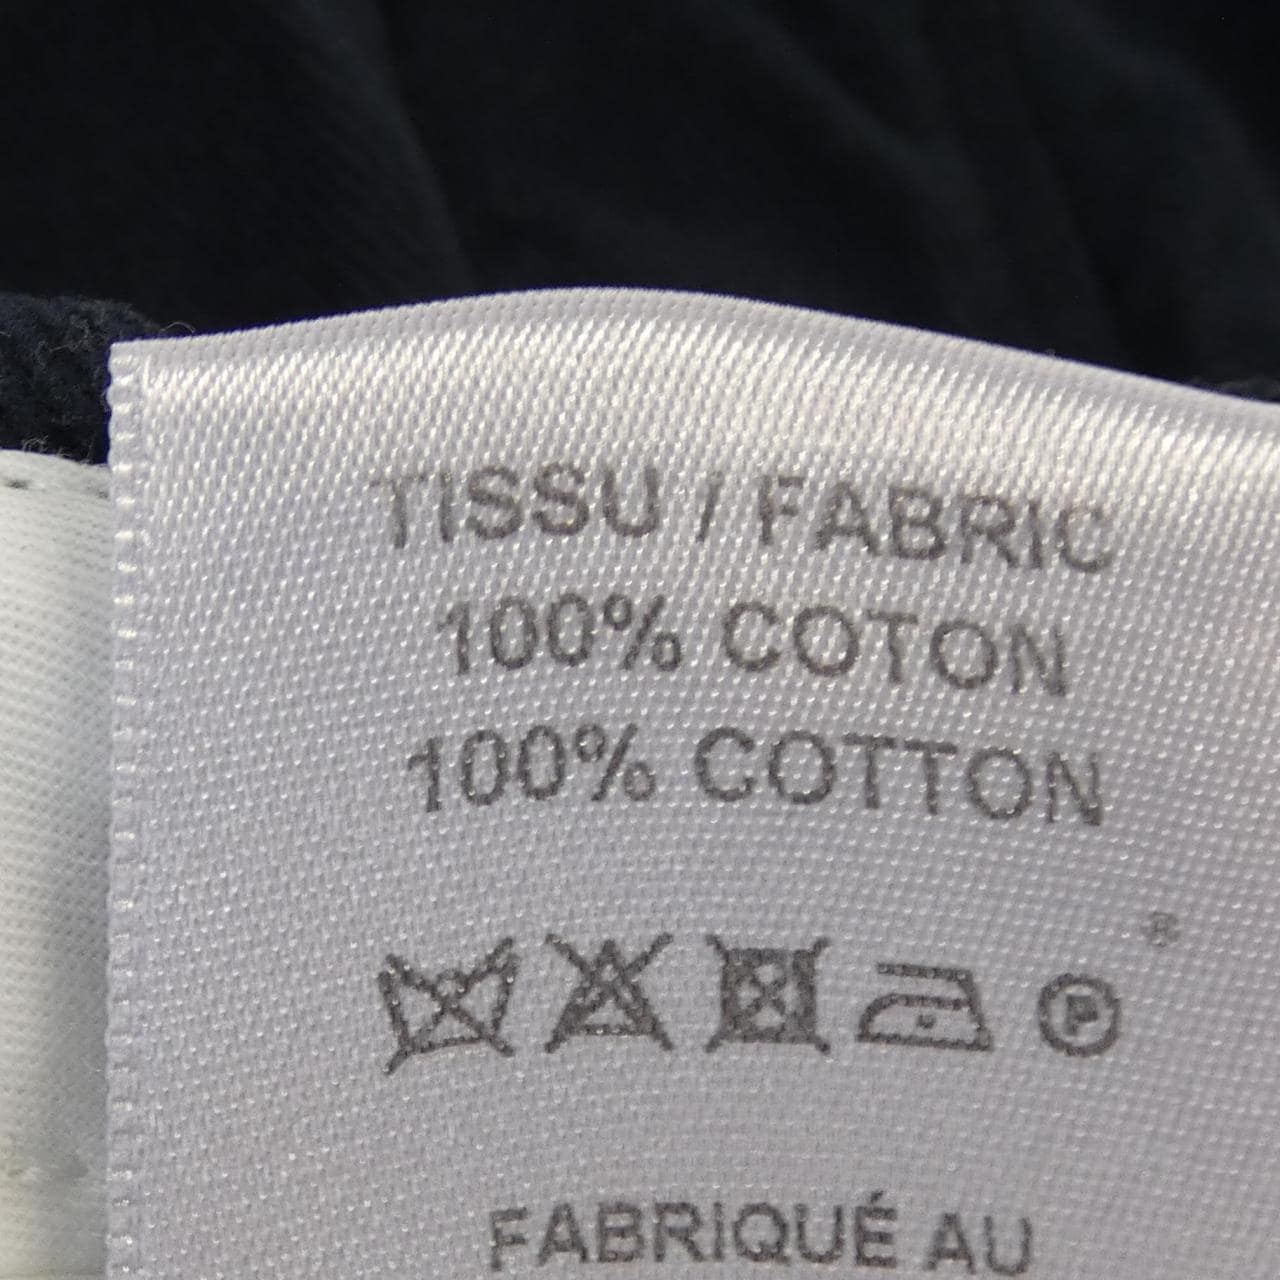 TISSU / FABRIC
100% COTON
100% COTTON
®
P
FABRIQUÉ AU